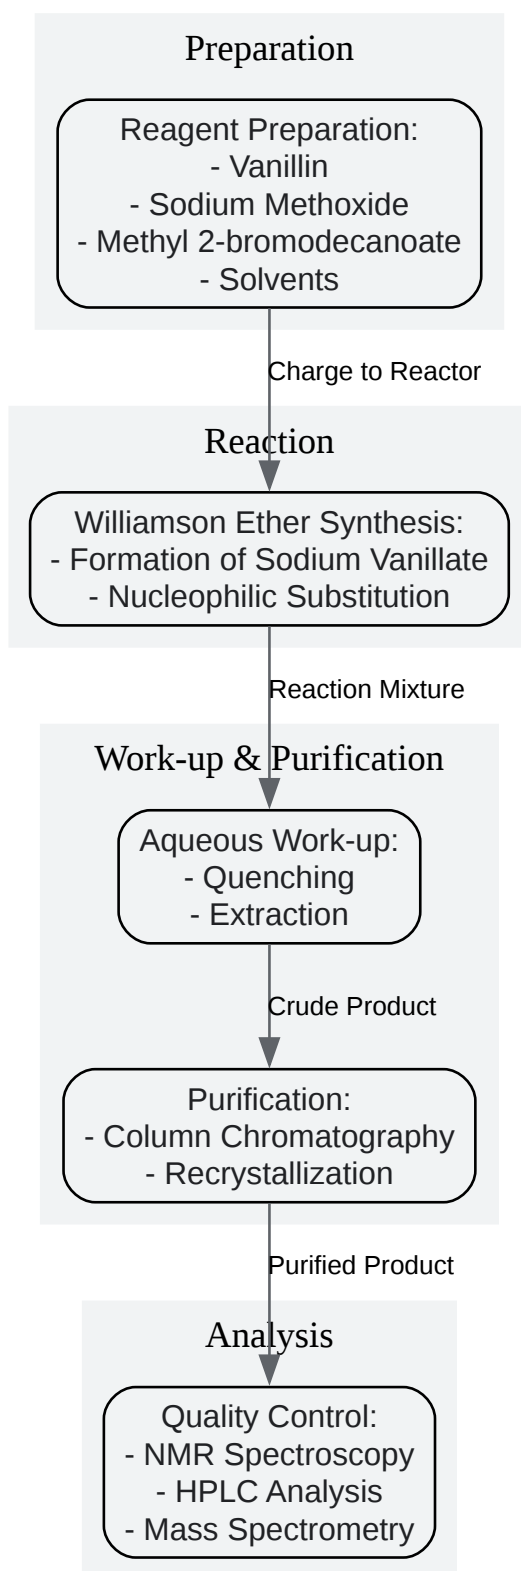 Preparation
Reagent Preparation:
- Vanillin
- Sodium Methoxide
- Methyl 2-bromodecanoate
- Solvents
Charge to Reactor
Reaction
Williamson Ether Synthesis:
- Formation of Sodium Vanillate
- Nucleophilic Substitution
Reaction Mixture
Work-up & Purification
Aqueous Work-up:
- Quenching
- Extraction
Crude Product
Purification:
- Column Chromatography
- Recrystallization
Purified Product
Analysis
Quality Control:
- NMR Spectroscopy
- HPLC Analysis
- Mass Spectrometry